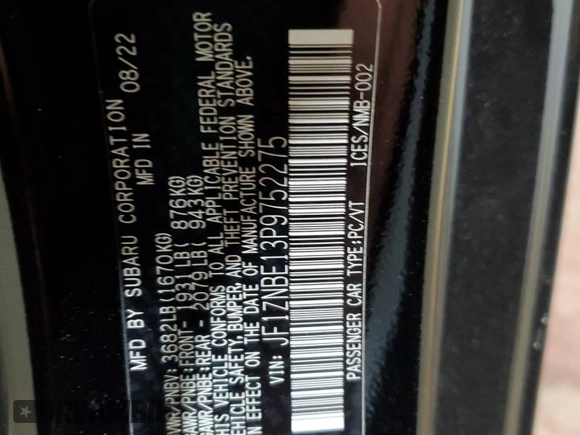 MFD BY SUBARU CORPORATION
MFD IN 08/22
GVWR/PNBV: 3682LB(1670KG)
GAWR/PNBE:FRONT- 1931LB( 876KG)
GAWR/PNBE:REAR - 2079LB( 943KG)
THIS VEHICLE CONFORMS TO ALL APPLICABLE FEDERAL MOTOR
VEHICLE SAFETY, BUMPER, AND THEFT PREVENTION STANDARDS
IN EFFECT ON THE DATE OF MANUFACTURE SHOWN ABOVE.
VIN: JF1ZNBE13P9752275
PASSENGER CAR TYPE:PC/VT ICES/NMB-002